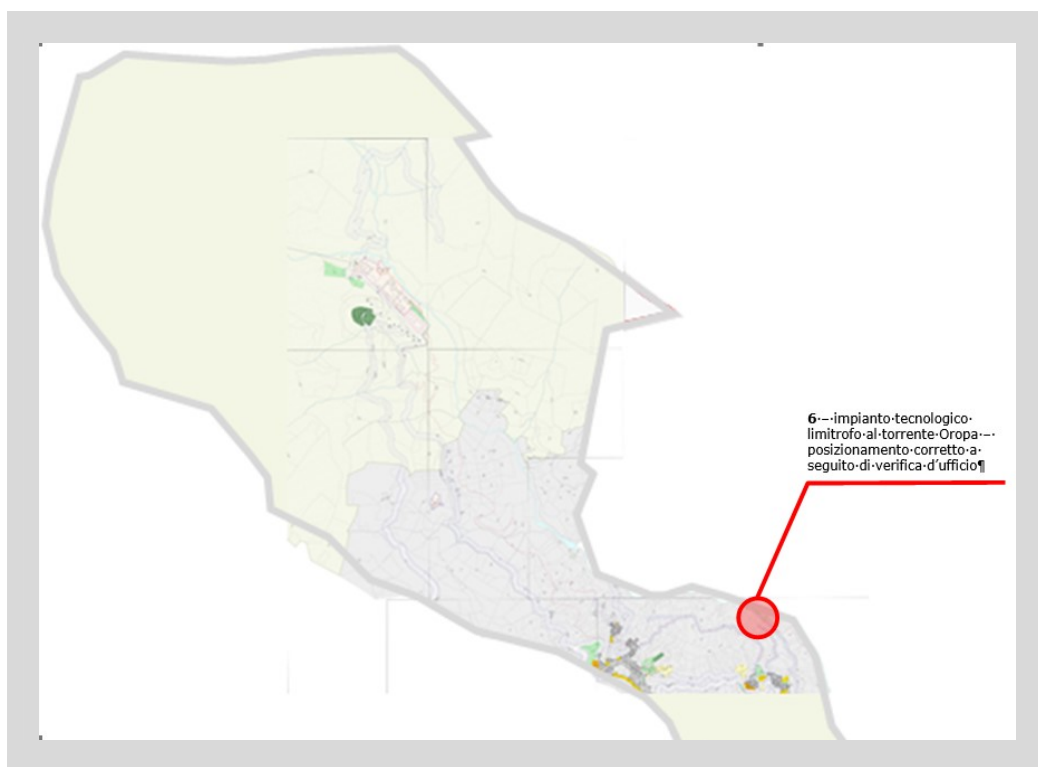 6·–·impianto·tecnologico·
limitrofo·al·torrente·Oropa·–·
posizionamento·corretto·a·
seguito·di·verifica·d'ufficio¶